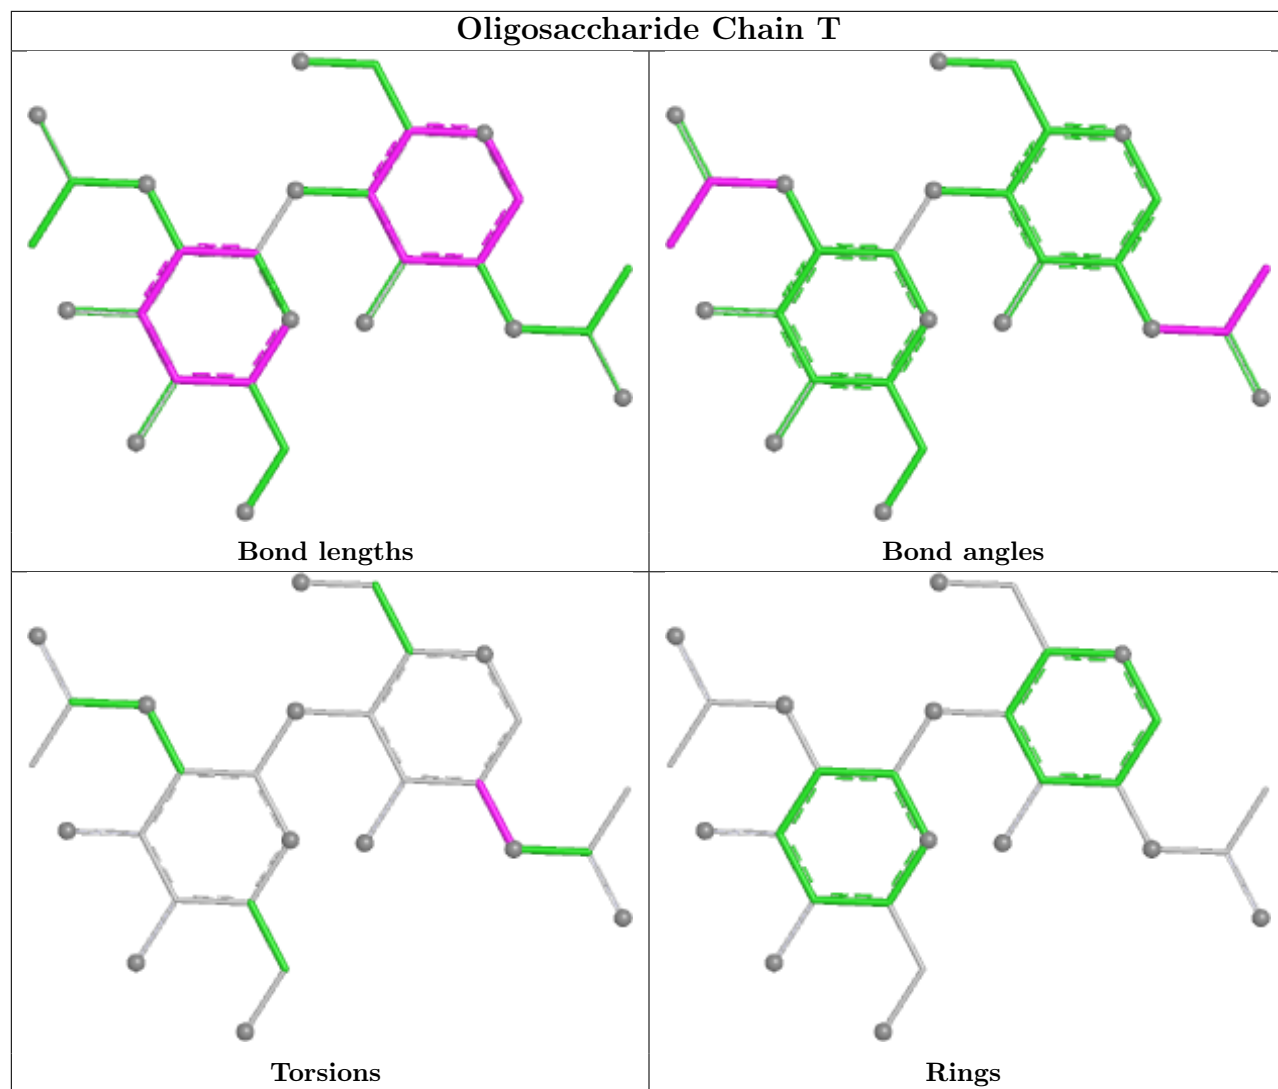 Oligosaccharide Chain T
Bond lengths
Bond angles
Torsions
Rings